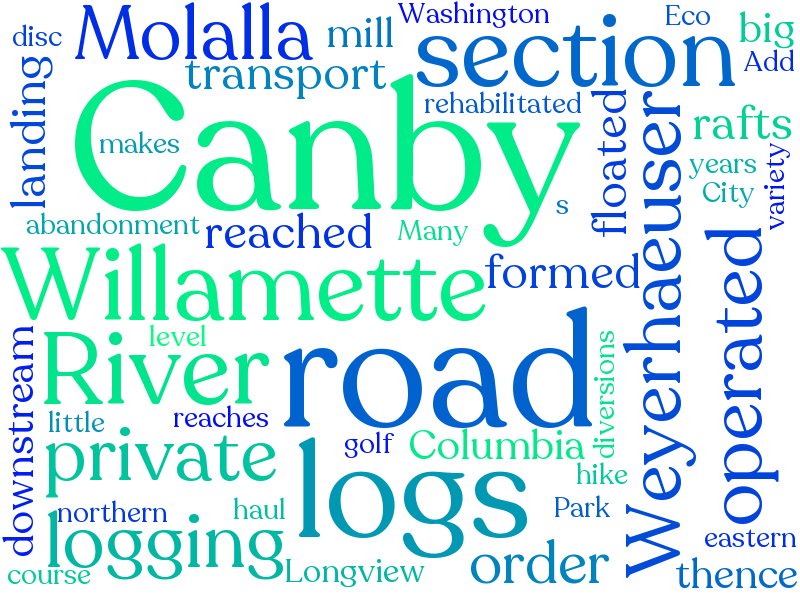 Washington
Eco
disc
Molalla
mill
section
big
Add
transport
landing
Canby
rehabilitated
floated
Weyerhaeuser
rafts
makes
years
City
variety
s
abandonment
reached
Many
operated
Willamette
formed
River
level
road
diversions
downstream
little
reaches
golf
Columbia
private
logs
hike
northern
haul
Park
logging
eastern
course
Longview
order
thence